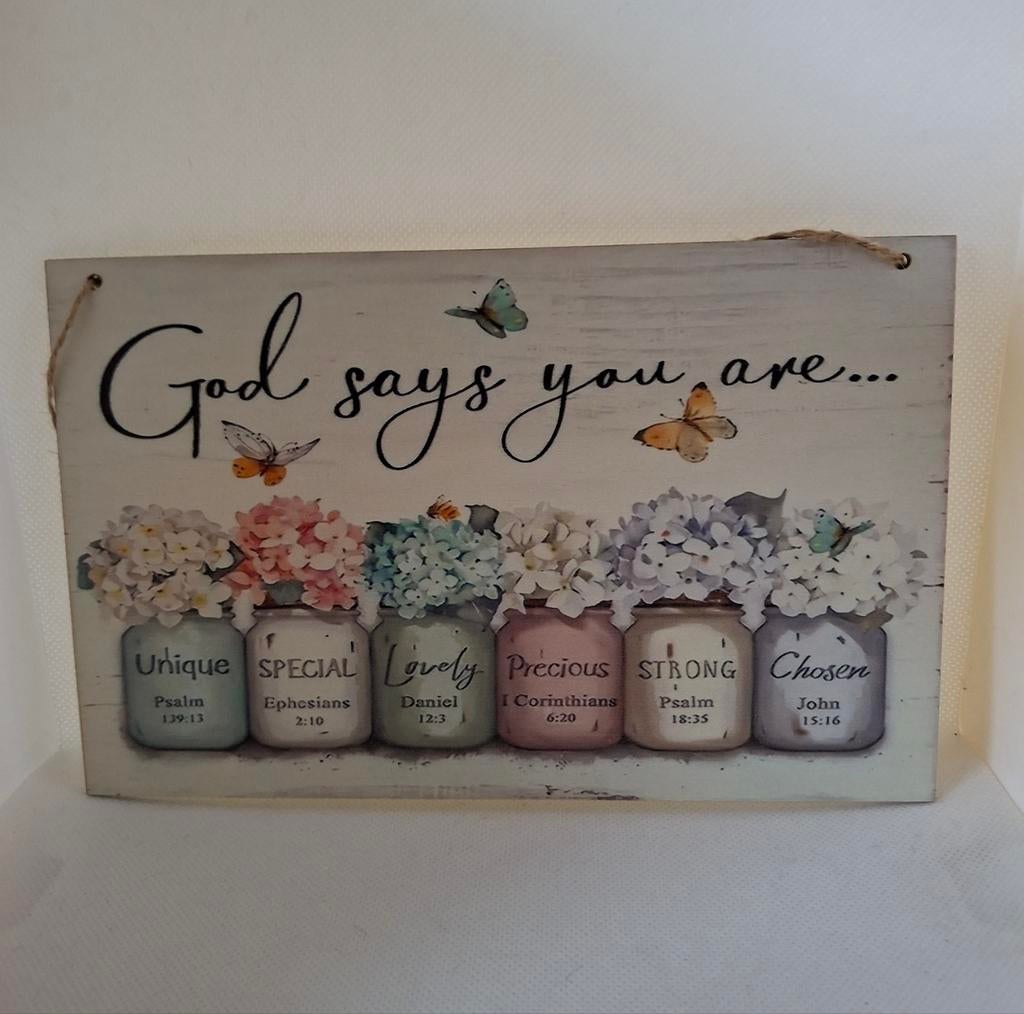 God says you are...
Unique
Psalm
139:13
SPECIAL
Ephesians
2:10
Lovely
Daniel
12:3
Precious
I Corinthians
6:20
STRONG
Psalm
18:35
Chosen
John
15:16